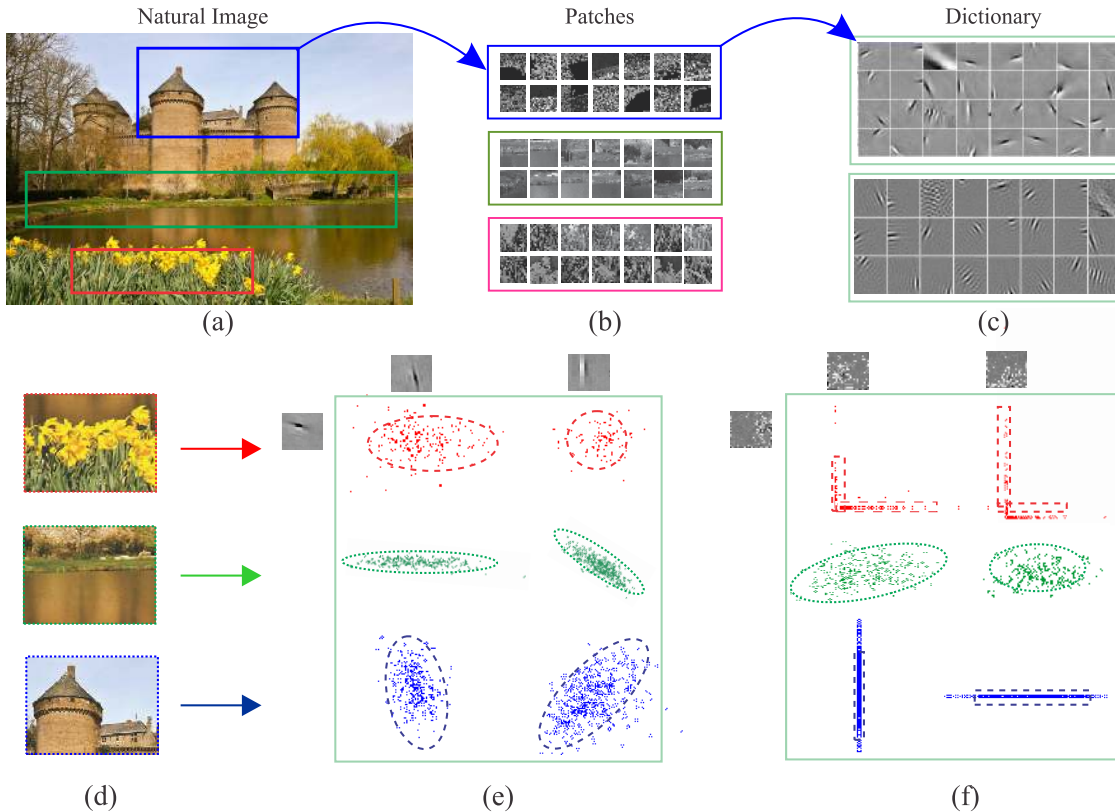 Natural Image
Patches
Dictionary
(a)
(b)
(c)
(d)
(e)
(f)